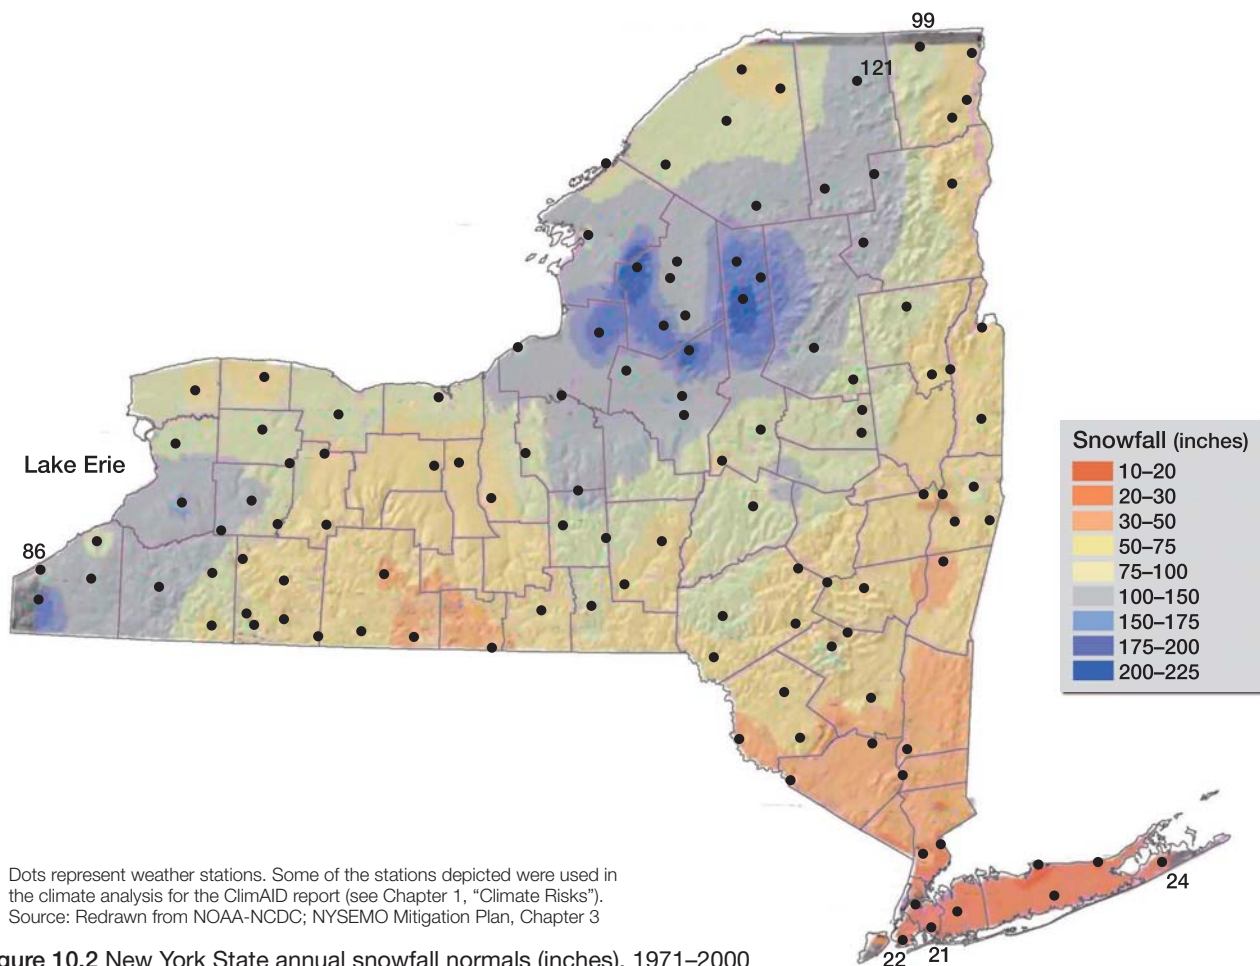 99
121
Lake Erie
86
Snowfall (inches)
10–20
20–30
30–50
50–75
75–100
100–150
150–175
175–200
200–225
24
22
21
Dots represent weather stations. Some of the stations depicted were used in
the climate analysis for the ClimAID report (see Chapter 1, “Climate Risks”).
Source: Redrawn from NOAA-NCDC; NYSEMO Mitigation Plan, Chapter 3
gure 10.2 New York State annual snowfall normals (inches), 1971–2000